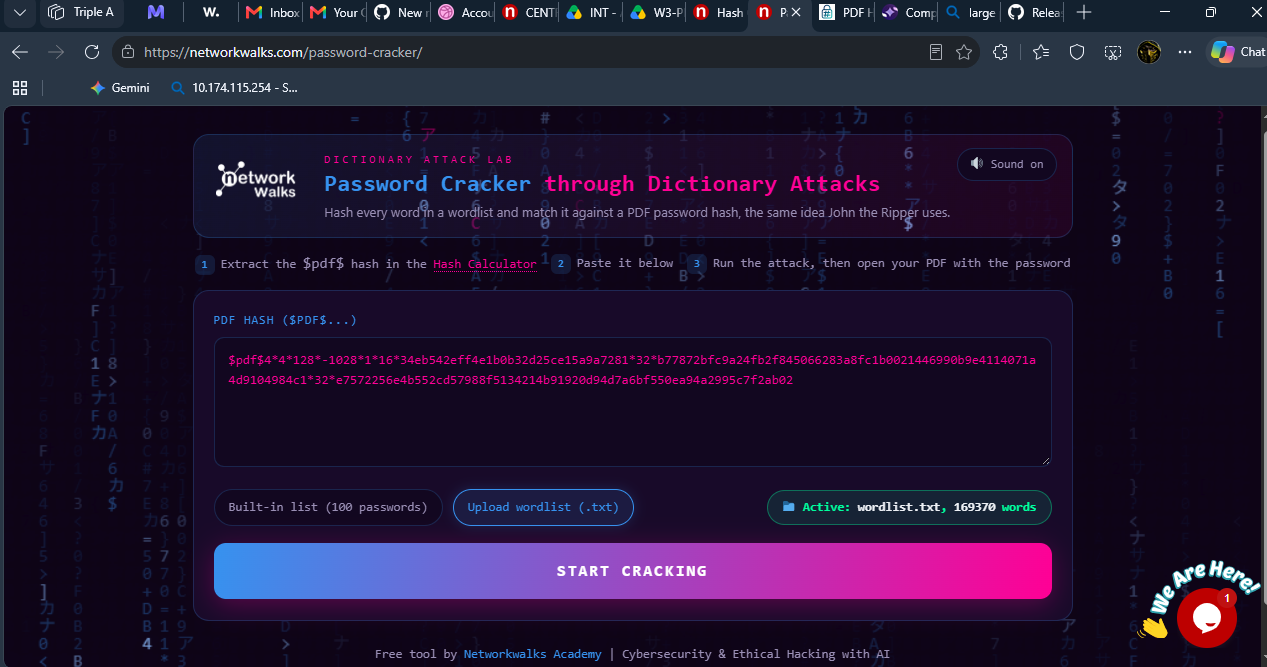 Triple A
W.
Inbox
Your C
New r
Accou
CENTI
INT - 
W3-P
Hash
P
PDF H
Comp
large
Relea
https://networkwalks.com/password-cracker/
Chat
Gemini
10.174.115.254 - S...
network
Walks
DICTIONARY ATTACK LAB
Password Cracker through Dictionary Attacks
Hash every word in a wordlist and match it against a PDF password hash, the same idea John the Ripper uses.
Sound on
1 Extract the $pdf$ hash in the Hash Calculator 2 Paste it below 3 Run the attack, then open your PDF with the password
PDF HASH ($PDF$...)
$pdf$4*4*128*-1028*1*16*34eb542eff4e1b0b32d25ce15a9a7281*32*b77872bfc9a24fb2f845066283a8fc1b0021446990b9e4114071a
4d9104984c1*32*e7572256e4b552cd57988f5134214b91920d94d7a6bf550ea94a2995c7f2ab02
Built-in list (100 passwords)
Upload wordlist (.txt)
Active: wordlist.txt, 169370 words
START CRACKING
We Are Here!
1
Free tool by Networkwalks Academy | Cybersecurity & Ethical Hacking with AI